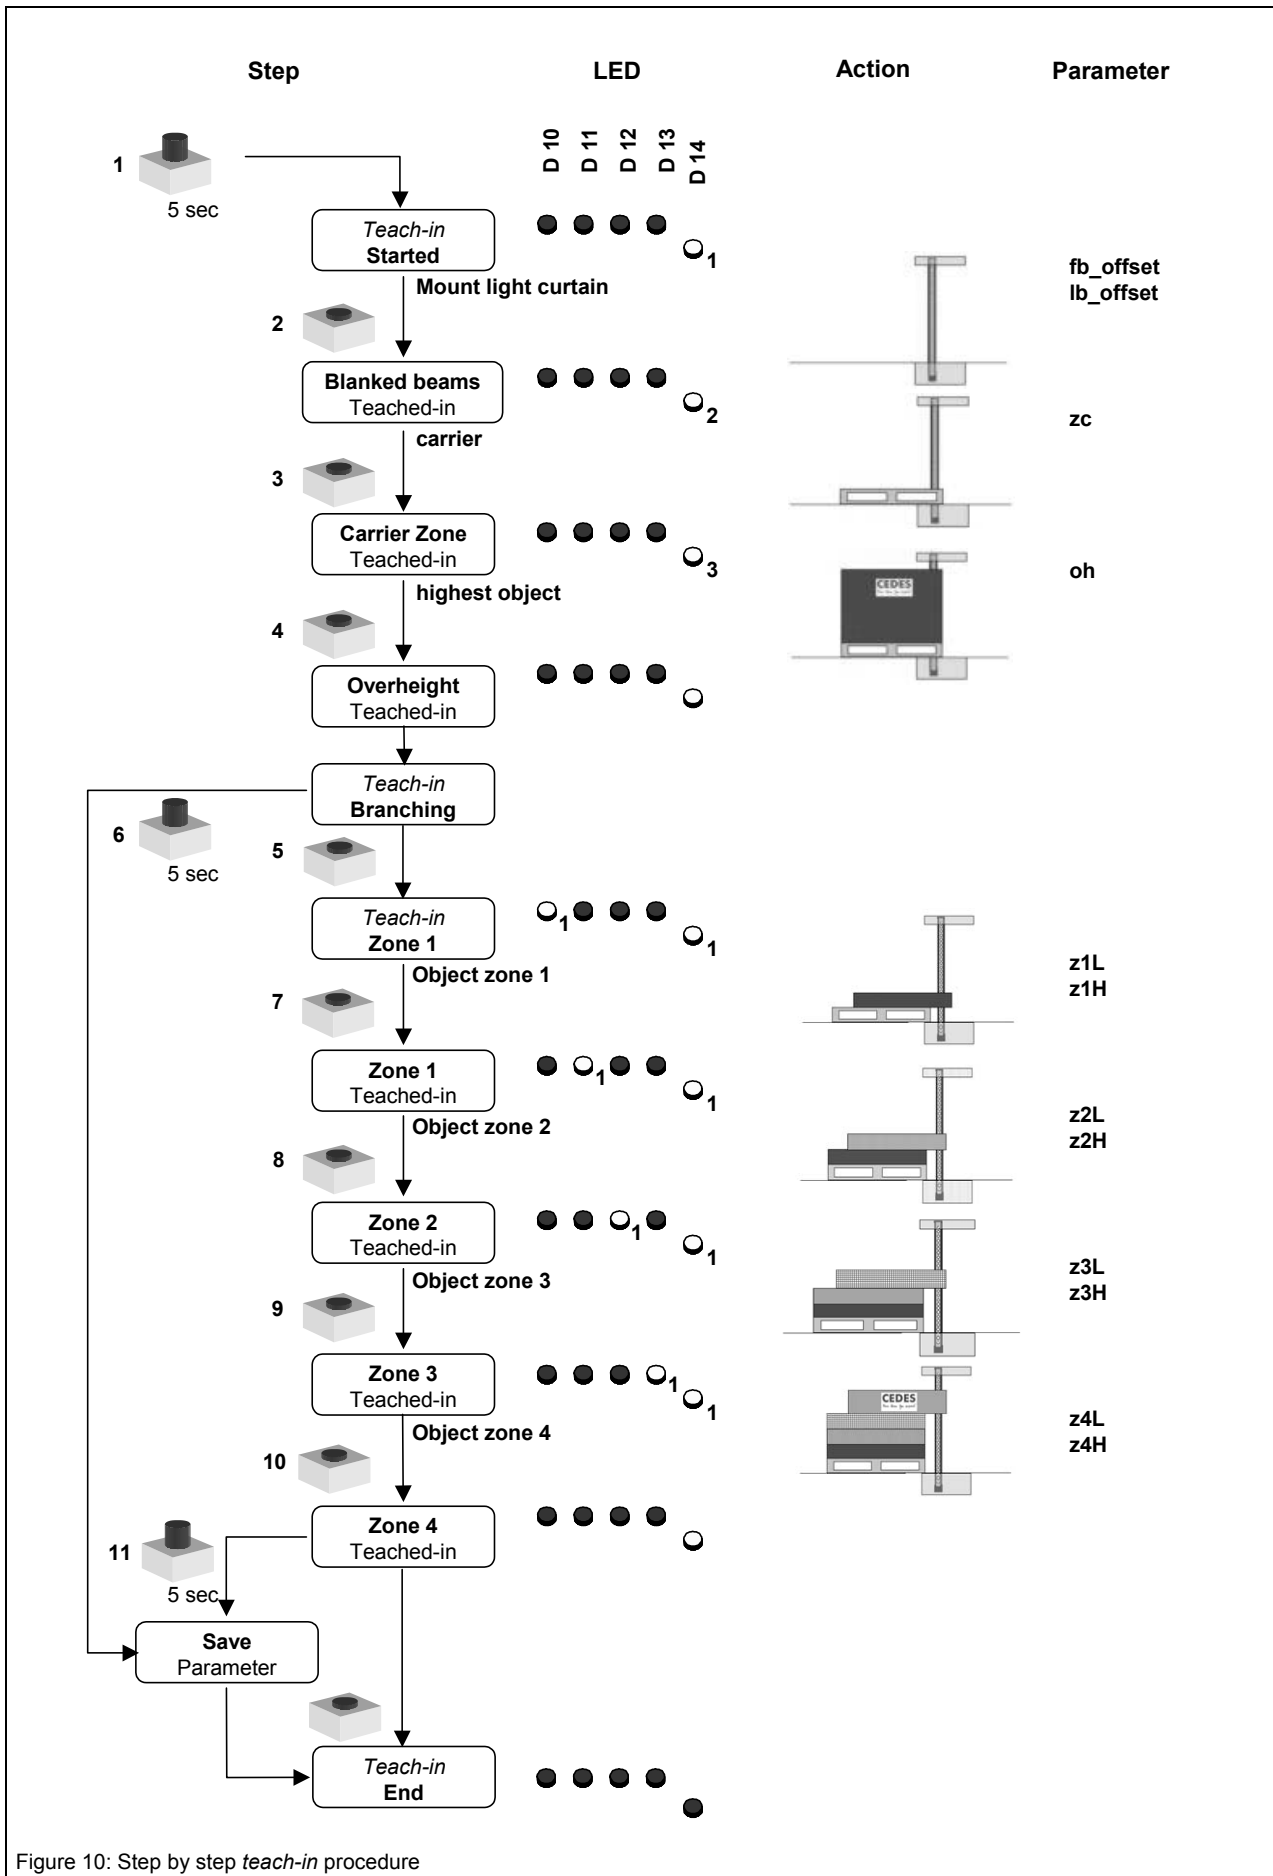 Step LED Action Parameter
D 10 D 11 D 12 D 13 D 14
1
5 sec
Teach-in
Started
1
Mount light curtain
fb_offset
lb_offset
2
Blanked beams
Teached-in
2
carrier
zc
3
Carrier Zone
Teached-in
3
highest object
CEDES
oh
4
Overheight
Teached-in
Teach-in
Branching
6
5 sec
5
Teach-in
Zone 1
1
1
Object zone 1
z1L
z1H
7
Zone 1
Teached-in
1
1
Object zone 2
z2L
z2H
8
Zone 2
Teached-in
1
1
Object zone 3
z3L
z3H
9
Zone 3
Teached-in
1
1
Object zone 4
CEDES
z4L
z4H
10
Zone 4
Teached-in
11
5 sec
Save
Parameter
Teach-in
End
Figure 10: Step by step teach-in procedure